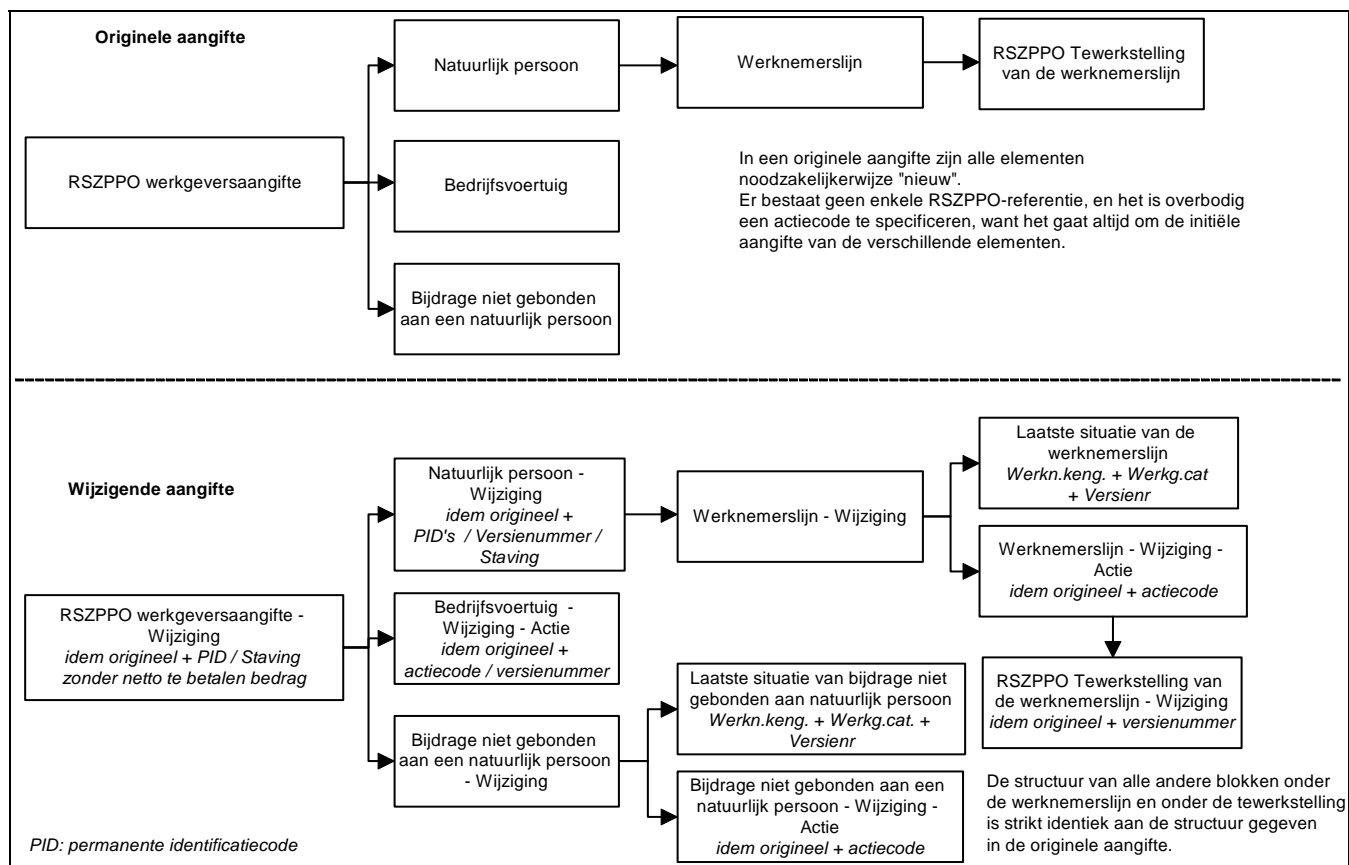 Originele aangifte
Natuurlijk persoon
Werknemerslijn
RSZPPO Tewerkstelling
van de werknemerslijn
RSZPPO werkgeversaangifte
Bedrijfsvoertuig
Bijdrage niet gebonden
aan een natuurlijk persoon
In een originele aangifte zijn alle elementen
noodzakelijkerwijze "nieuw".
Er bestaat geen enkele RSZPPO-referentie, en het is overbodig
een actiecode te specificeren, want het gaat altijd om de initiële
aangifte van de verschillende elementen.
Wijzigende aangifte
RSZPPO werkgeversaangifte -
Wijziging
idem origineel + PID / Staving
zonder netto te betalen bedrag
Natuurlijk persoon -
Wijziging
idem origineel +
PID's / Versienummer /
Staving
Werknemerslijn - Wijziging
Laatste situatie van de
werknemerslijn
Werkn.keng. + Werkg.cat
+ Versienr
Werknemerslijn - Wijziging -
Actie
idem origineel + actiecode
RSZPPO Tewerkstelling van
de werknemerslijn - Wijziging
idem origineel + versienummer
Bedrijfsvoertuig -
Wijziging - Actie
idem origineel +
actiecode / versienummer
Bijdrage niet gebonden
aan een natuurlijk persoon
- Wijziging
Laatste situatie van bijdrage niet
gebonden aan natuurlijk persoon
Werkn.keng. + Werkg.cat. +
Versienr
Bijdrage niet gebonden aan een
natuurlijk persoon - Wijziging -
Actie
idem origineel + actiecode
De structuur van alle andere blokken onder
de werknemerslijn en onder de tewerkstelling
is strikt identiek aan de structuur gegeven
in de originele aangifte.
PID: permanente identificatiecode